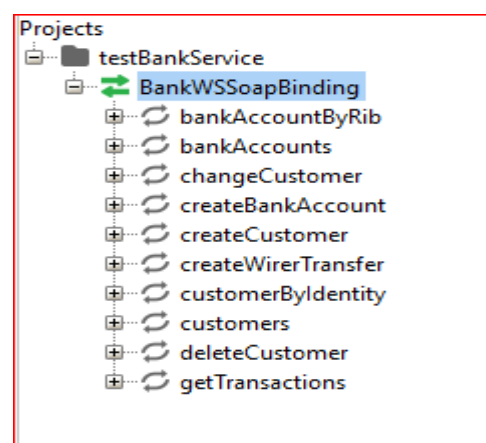 Projects
testBankService
BankWSSoapBinding
bankAccountByRib
bankAccounts
changeCustomer
createBankAccount
createCustomer
createWirerTransfer
customerByIdentity
customers
deleteCustomer
getTransactions